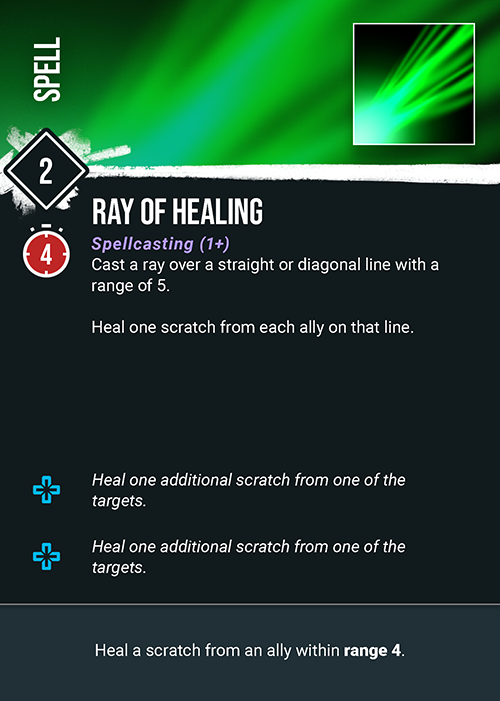 SPELL
2
RAY OF HEALING
4
Spellcasting (1+)
Cast a ray over a straight or diagonal line with a
range of 5.
Heal one scratch from each ally on that line.
Heal one additional scratch from one of the
targets.
Heal one additional scratch from one of the
targets.
Heal a scratch from an ally within range 4.